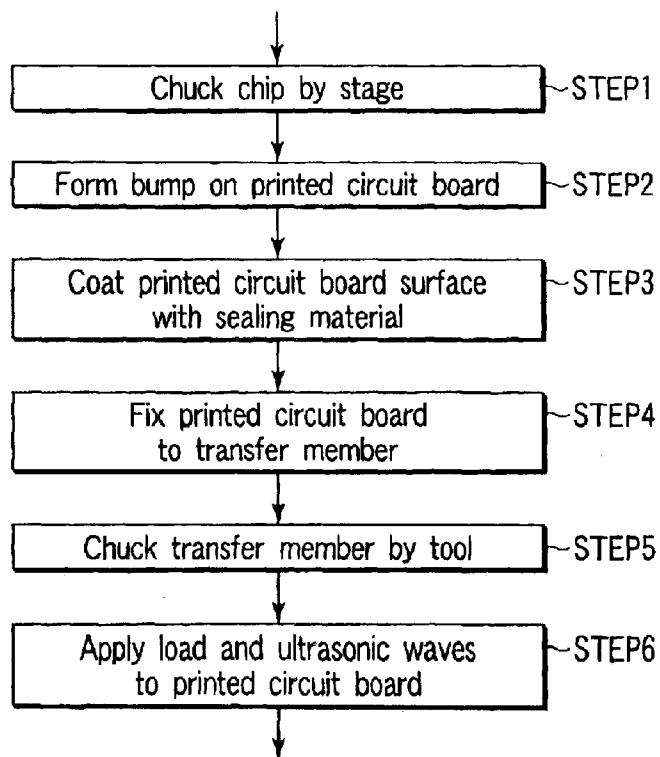 Chuck chip by stage
STEP1
Form bump on printed circuit board
STEP2
Coat printed circuit board surface
with sealing material
STEP3
Fix printed circuit board
to transfer member
STEP4
Chuck transfer member by tool
STEP5
Apply load and ultrasonic waves
to printed circuit board
STEP6